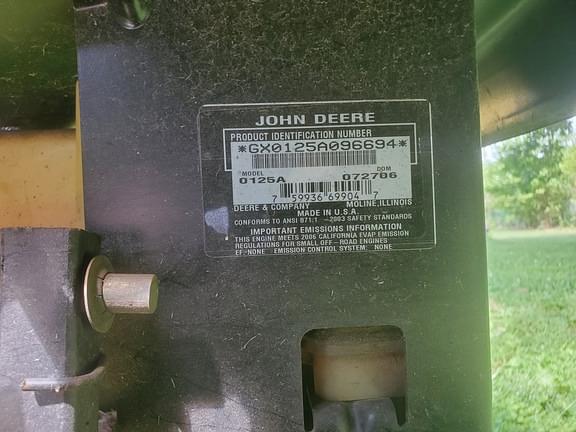 JOHN DEERE
PRODUCT IDENTIFICATION NUMBER
*GX0125A096694*
MODEL DOM
0125A 072706
7 59936 69904 7
DEERE & COMPANY MOLINE, ILLINOIS
MADE IN U.S.A.
CONFORMS TO ANSI B71.1 -2003 SAFETY STANDARDS
IMPORTANT EMISSIONS INFORMATION
THIS ENGINE MEETS 2006 CALIFORNIA EVAP EMISSION
REGULATIONS FOR SMALL OFF-ROAD ENGINES
EF-NONE EMISSION CONTROL SYSTEM: NONE